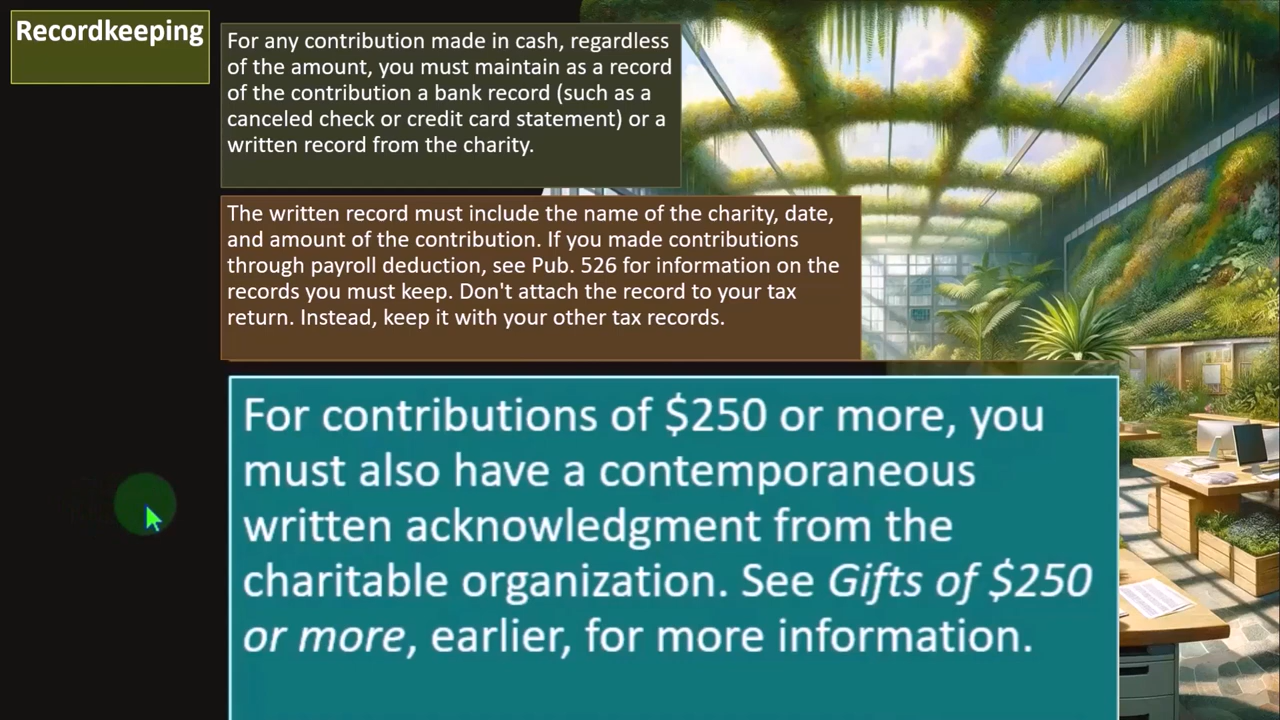 Recordkeeping
For any contribution made in cash, regardless
of the amount, you must maintain as a record
of the contribution a bank record (such as a
canceled check or credit card statement) or a
written record from the charity.
The written record must include the name of the charity, date,
and amount of the contribution. If you made contributions
through payroll deduction, see Pub. 526 for information on the
records you must keep. Don't attach the record to your tax
return. Instead, keep it with your other tax records.
For contributions of $250 or more, you
must also have a contemporaneous
written acknowledgment from the
charitable organization. See Gifts of $250
or more, earlier, for more information.